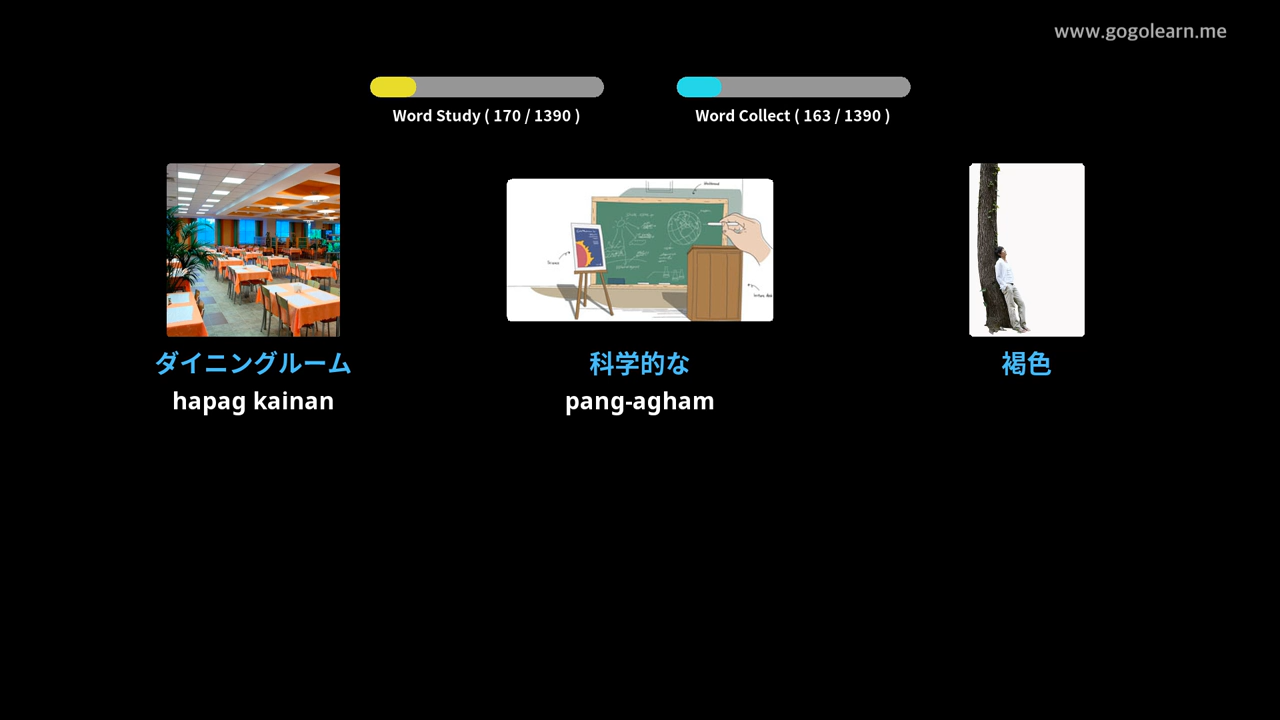 www.gogolearn.me
Word Study ( 170 / 1390 )
Word Collect ( 163 / 1390 )
ダイニングルーム
科学的な
褐色
hapag kainan
pang-agham